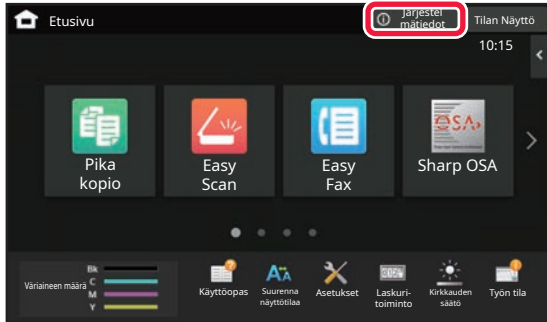 Etusivu
Järjestel
mätiedot
Tilan Näyttö
10:15
Pika
kopio
Easy
Scan
Easy
Fax
OSA
Sharp OSA
Väriaineen määrä
Bk
C
M
Y
Käyttöopas
Suurenna
näyttötilaa
Asetukset
Laskuri-
toiminto
Kirkkauden
säätö
Työn tila